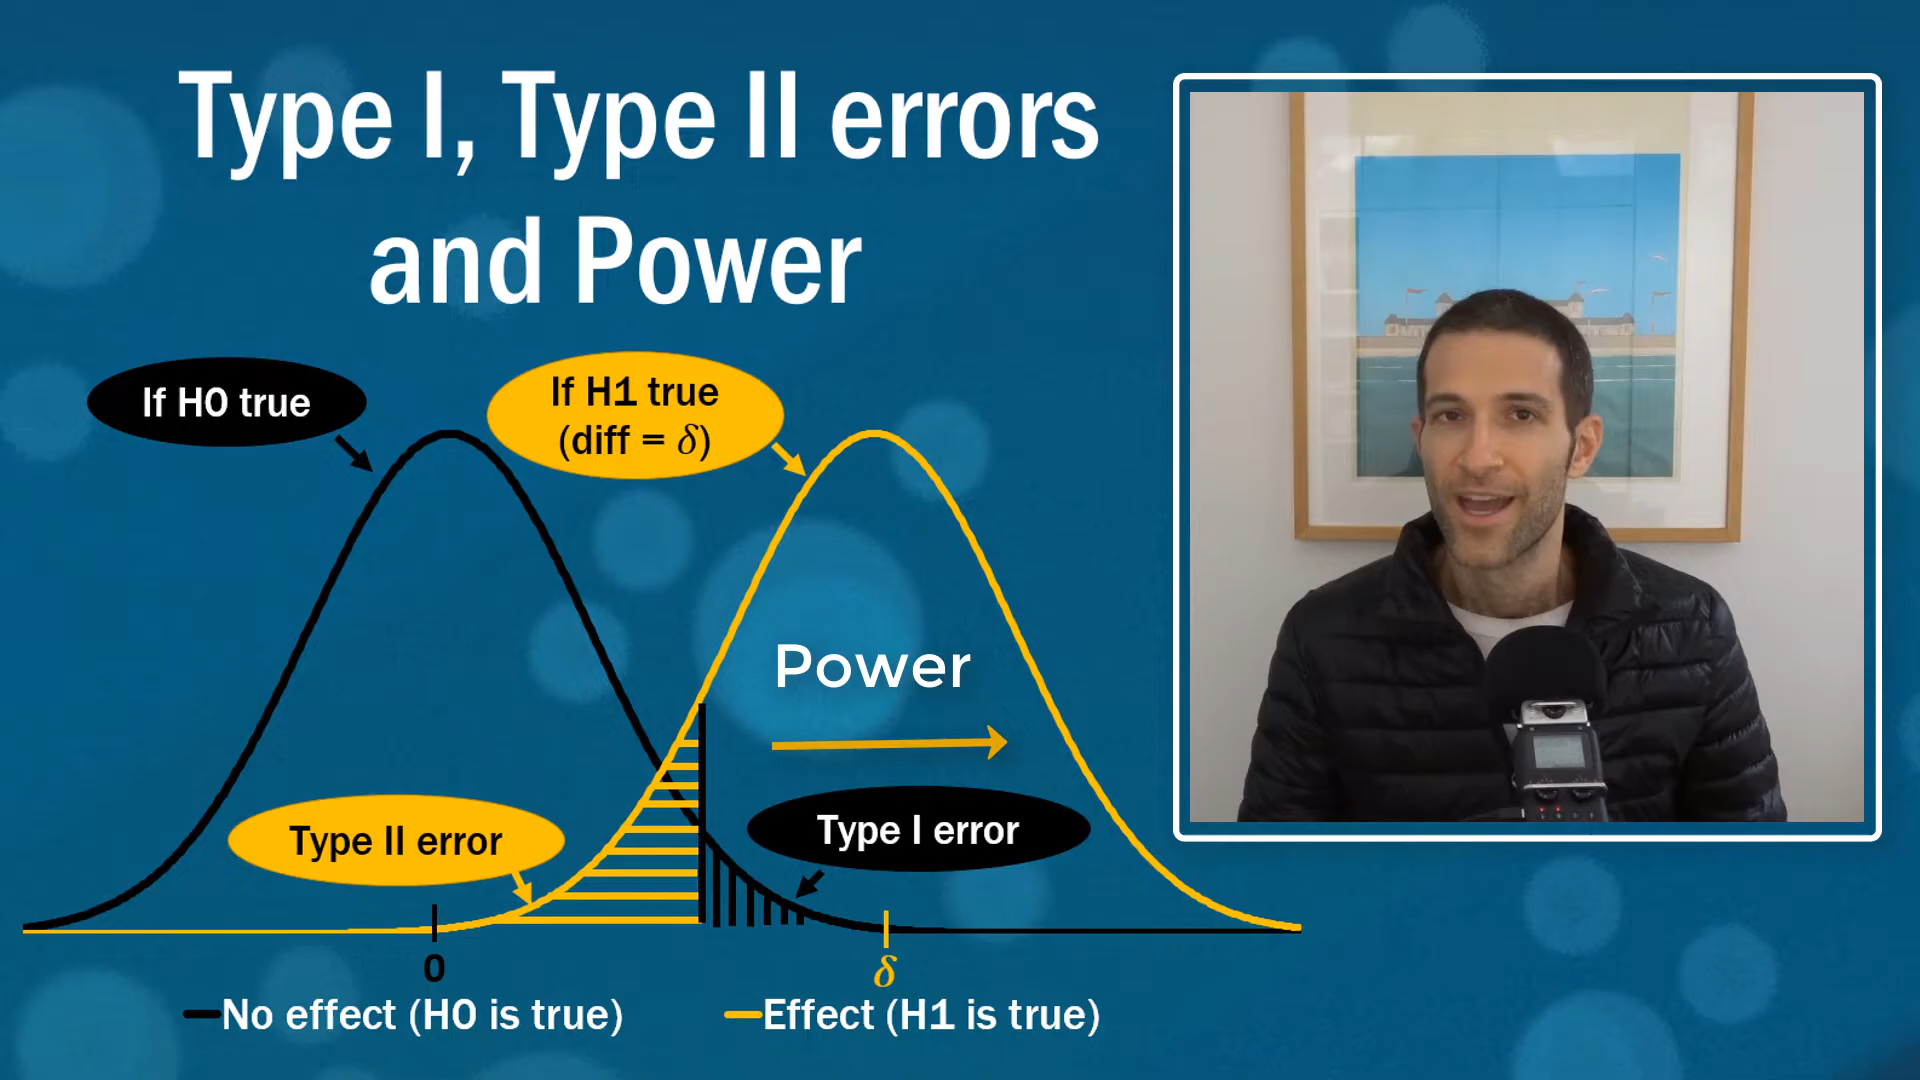 Type I, Type II errors
and Power
If H0 true
If H1 true
(diff = δ)
Power
Type II error
Type I error
0
δ
No effect (H0 is true)
Effect (H1 is true)